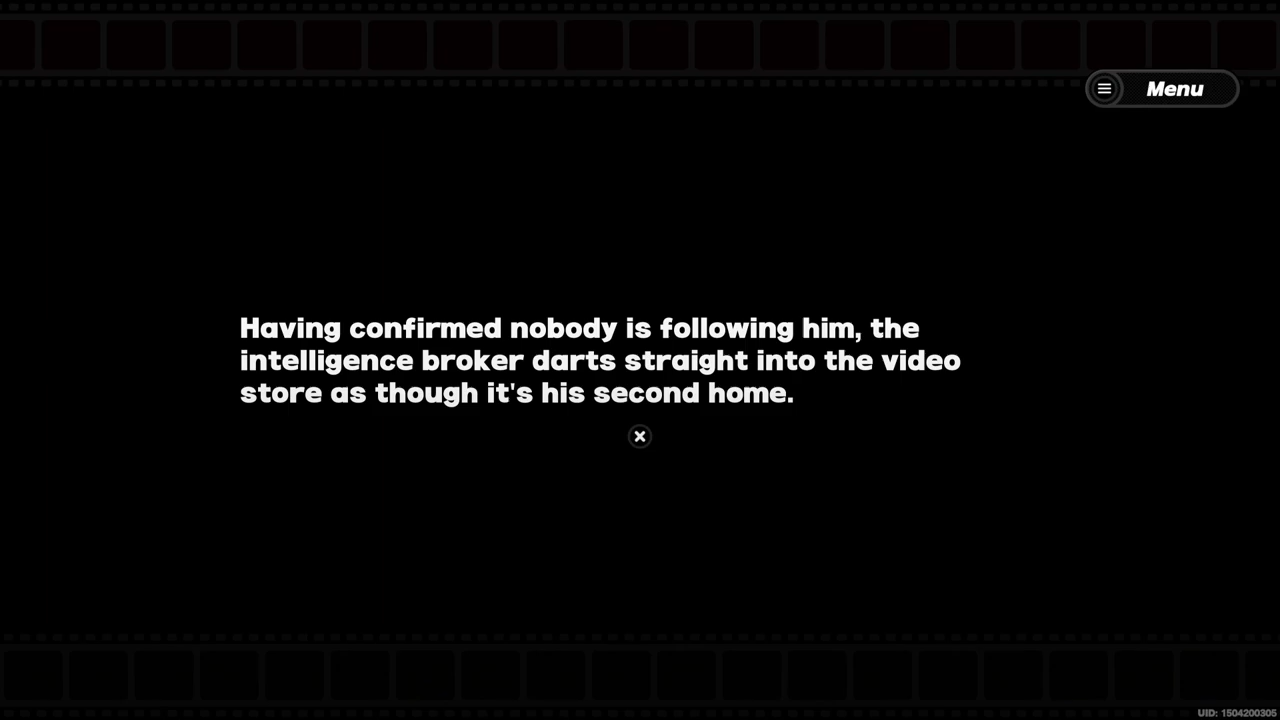 Menu
Having confirmed nobody is following him, the
intelligence broker darts straight into the video
store as though it's his second home.
UID: 1504200305